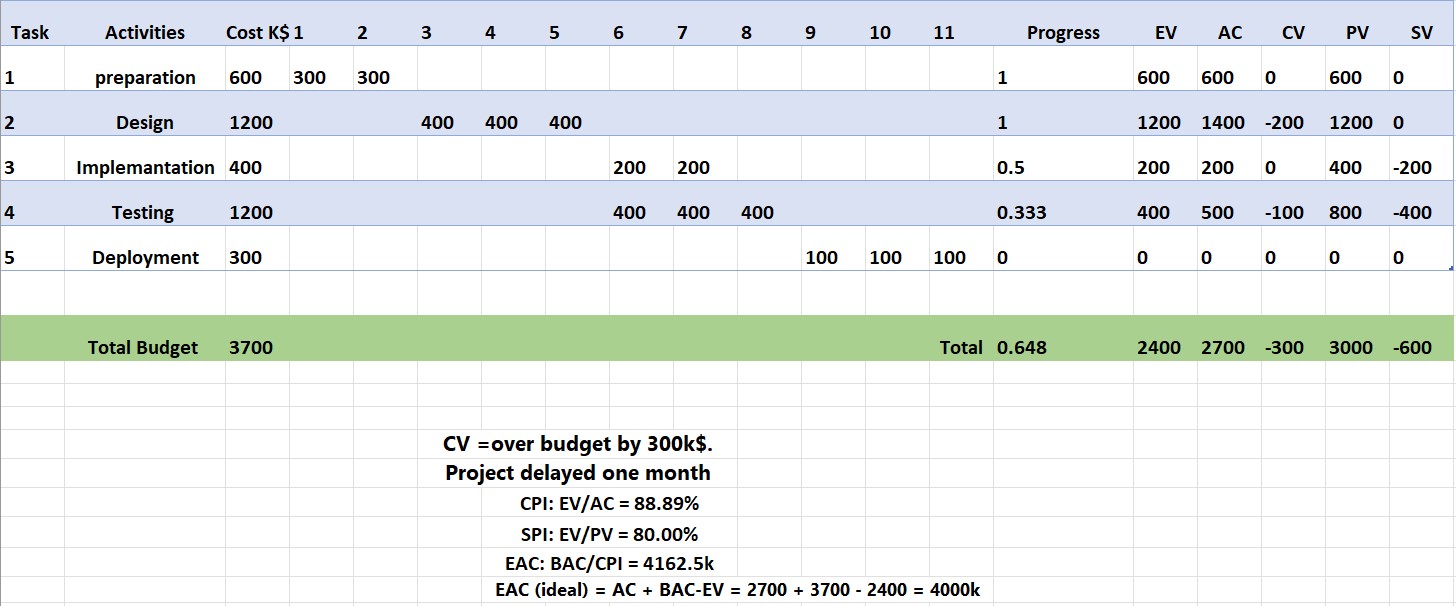 Task Activities Cost K$ 1 2 3 4 5 6 7 8 9 10 11 Progress EV AC CV PV SV
1 preparation 600 300 300 1 600 600 0 600 0
2 Design 1200 400 400 400 1 1200 1400 -200 1200 0
3 Implemantation 400 200 200 0.5 200 200 0 400 -200
4 Testing 1200 400 400 400 0.333 400 500 -100 800 -400
5 Deployment 300 100 100 100 0 0 0 0 0 0
Total Budget 3700 Total 0.648 2400 2700 -300 3000 -600
CV =over budget by 300k$.
Project delayed one month
CPI: EV/AC = 88.89%
SPI: EV/PV = 80.00%
EAC: BAC/CPI = 4162.5k
EAC (ideal) = AC + BAC-EV = 2700 + 3700 - 2400 = 4000k